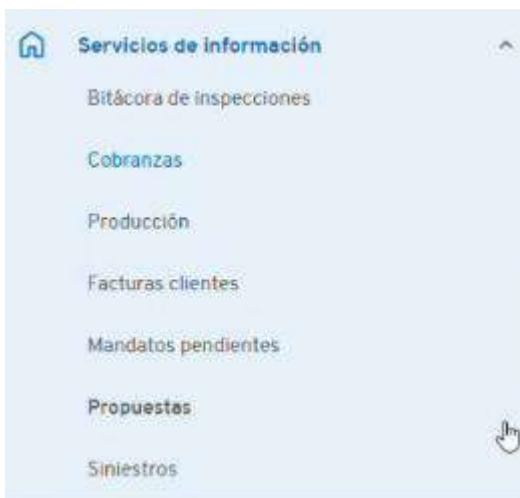 Servicios de información
Bitácora de inspecciones
Cobranzas
Producción
Facturas clientes
Mandatos pendientes
Propuestas
Siniestros